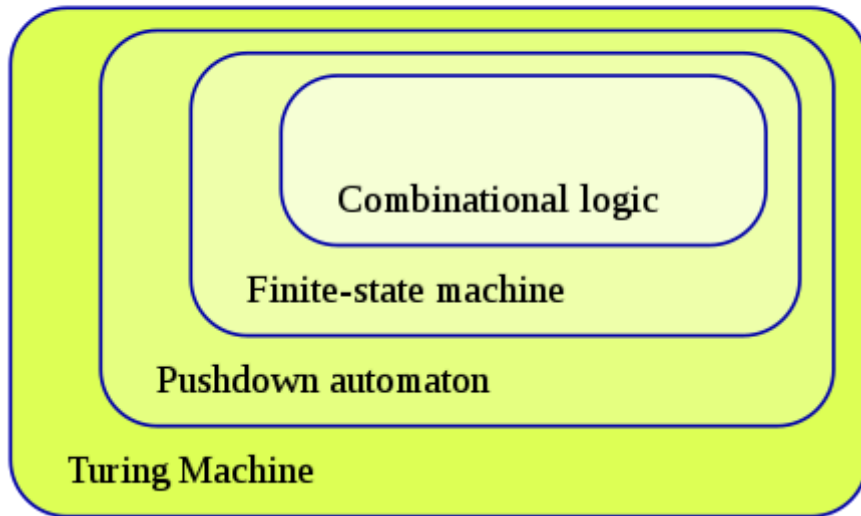 Combinational logic
Finite-state machine
Pushdown automaton
Turing Machine